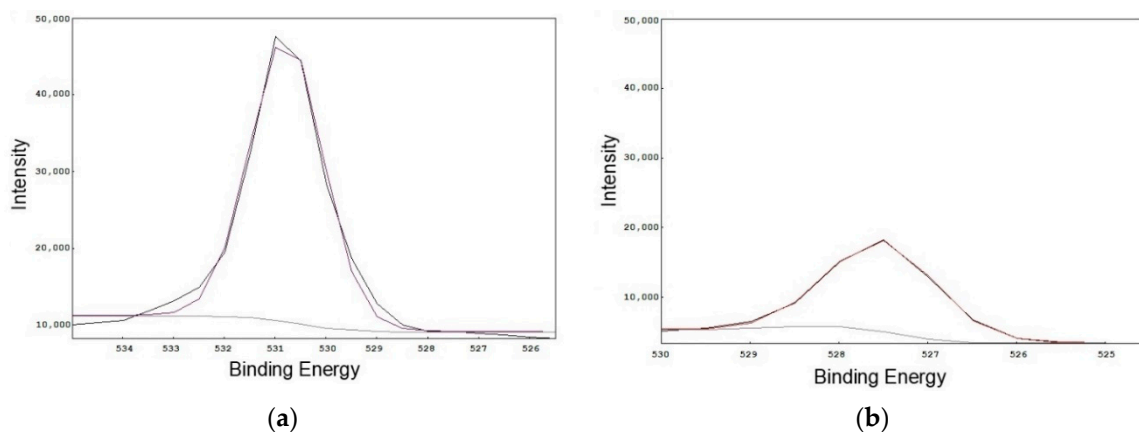 50,000
40,000
30,000
20,000
10,000
Intensity
534 533 532 531 530 529 528 527 526
Binding Energy
(a)
50,000
40,000
30,000
20,000
10,000
Intensity
530 529 528 527 526 525
Binding Energy
(b)